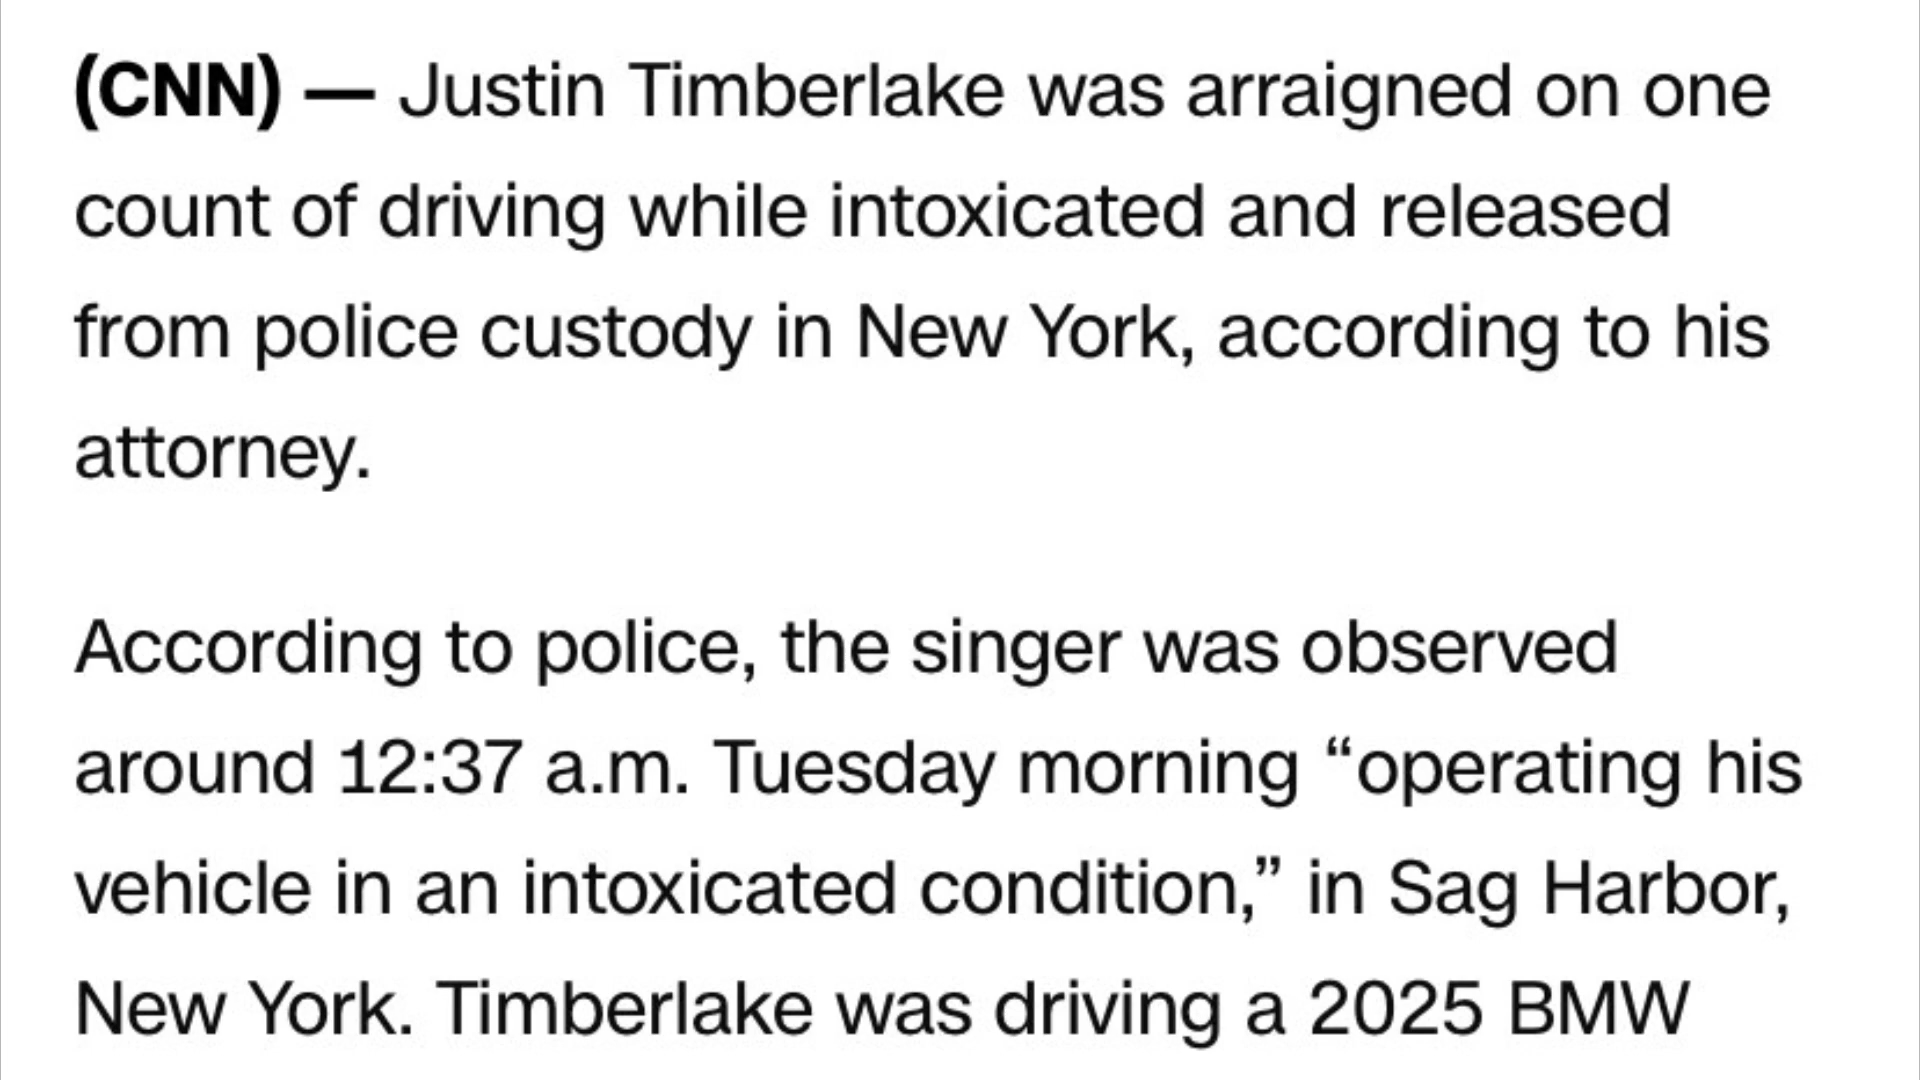 (CNN) — Justin Timberlake was arraigned on one
count of driving while intoxicated and released
from police custody in New York, according to his
attorney.
According to police, the singer was observed
around 12:37 a.m. Tuesday morning “operating his
vehicle in an intoxicated condition,” in Sag Harbor,
New York. Timberlake was driving a 2025 BMW